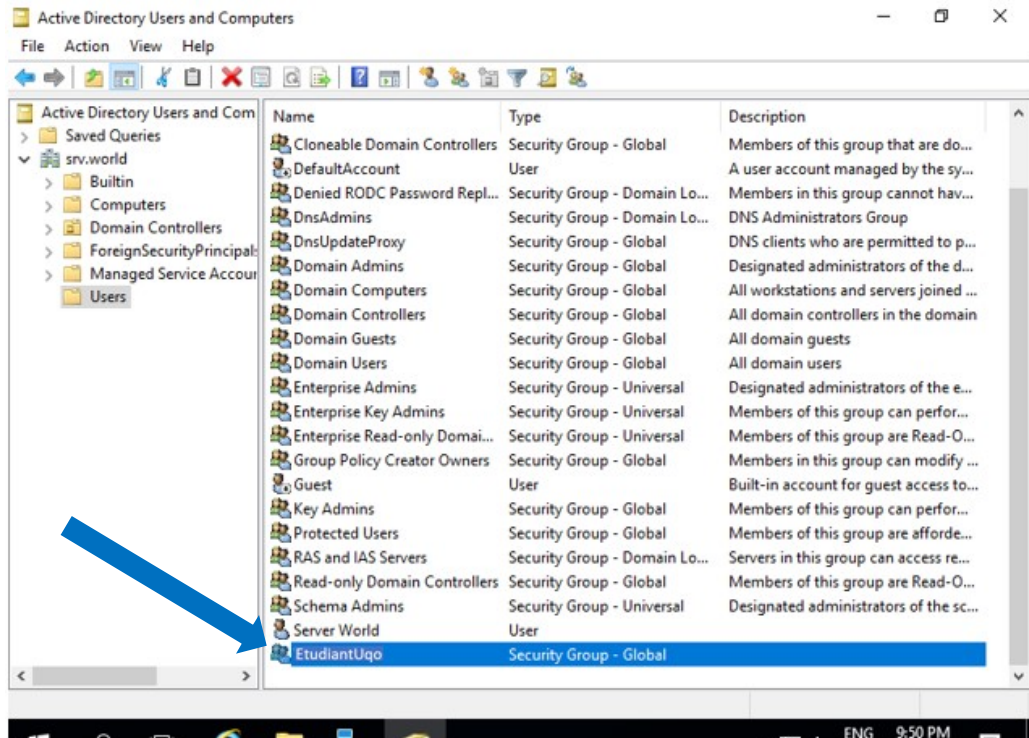 Active Directory Users and Computers
File Action View Help
Active Directory Users and Com
Saved Queries
srv.world
Builtin
Computers
Domain Controllers
ForeignSecurityPrincipal
Managed Service Accour
Users
Name Type Description
Cloneable Domain Controllers Security Group - Global Members of this group that are do...
DefaultAccount User A user account managed by the sy...
Denied RODC Password Repl... Security Group - Domain Lo... Members in this group cannot hav...
DnsAdmins Security Group - Domain Lo... DNS Administrators Group
DnsUpdateProxy Security Group - Global DNS clients who are permitted to p...
Domain Admins Security Group - Global Designated administrators of the d...
Domain Computers Security Group - Global All workstations and servers joined ...
Domain Controllers Security Group - Global All domain controllers in the domain
Domain Guests Security Group - Global All domain guests
Domain Users Security Group - Global All domain users
Enterprise Admins Security Group - Universal Designated administrators of the e...
Enterprise Key Admins Security Group - Universal Members of this group can perfor...
Enterprise Read-only Domai... Security Group - Universal Members of this group are Read-O...
Group Policy Creator Owners Security Group - Global Members in this group can modify ...
Guest User Built-in account for guest access to...
Key Admins Security Group - Global Members of this group can perfor...
Protected Users Security Group - Global Members of this group are afforde...
RAS and IAS Servers Security Group - Domain Lo... Servers in this group can access re...
Read-only Domain Controllers Security Group - Global Members of this group are Read-O...
Schema Admins Security Group - Universal Designated administrators of the sc...
Server World User
EtudiantUqo Security Group - Global
ENG 9:50 PM